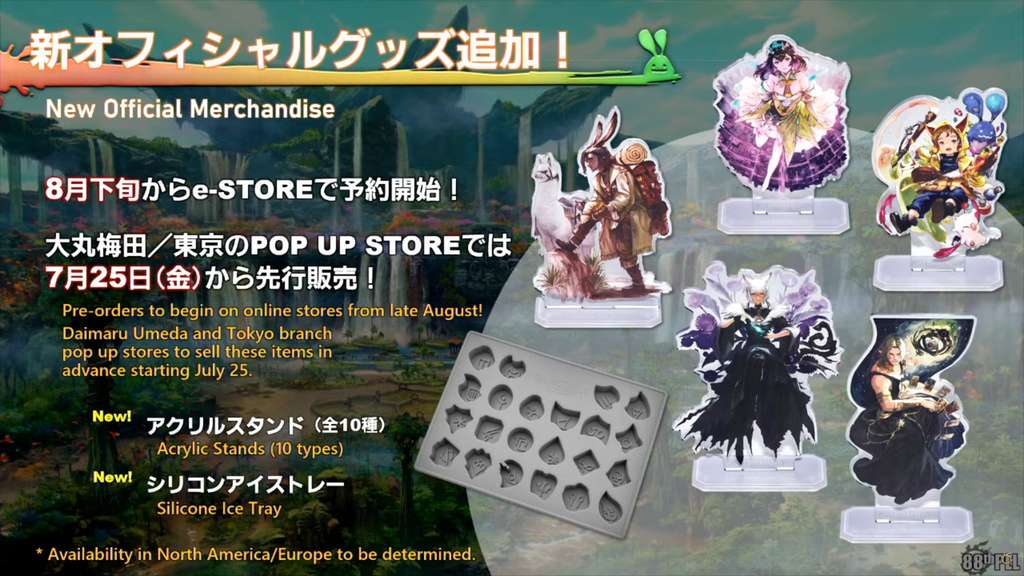 新オフィシャルグッズ追加！
New Official Merchandise
8月下旬からe-STOREで予約開始！
大丸梅田／東京のPOP UP STOREでは
7月25日(金)から先行販売！
Pre-orders to begin on online stores from late August!
Daimaru Umeda and Tokyo branch
pop up stores to sell these items in
advance starting July 25.
New! アクリルスタンド（全10種）
Acrylic Stands (10 types)
New! シリコンアイストレー
Silicone Ice Tray
* Availability in North America/Europe to be determined.